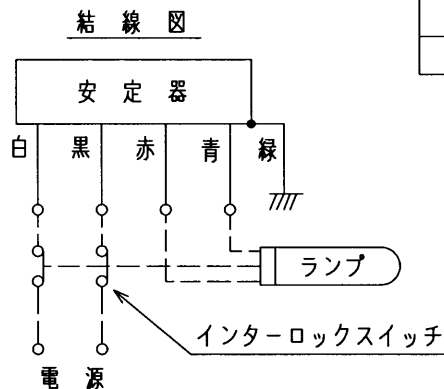 結線図
安定器
白 黒 赤 青 緑
ランプ
インターロックスイッチ
電源